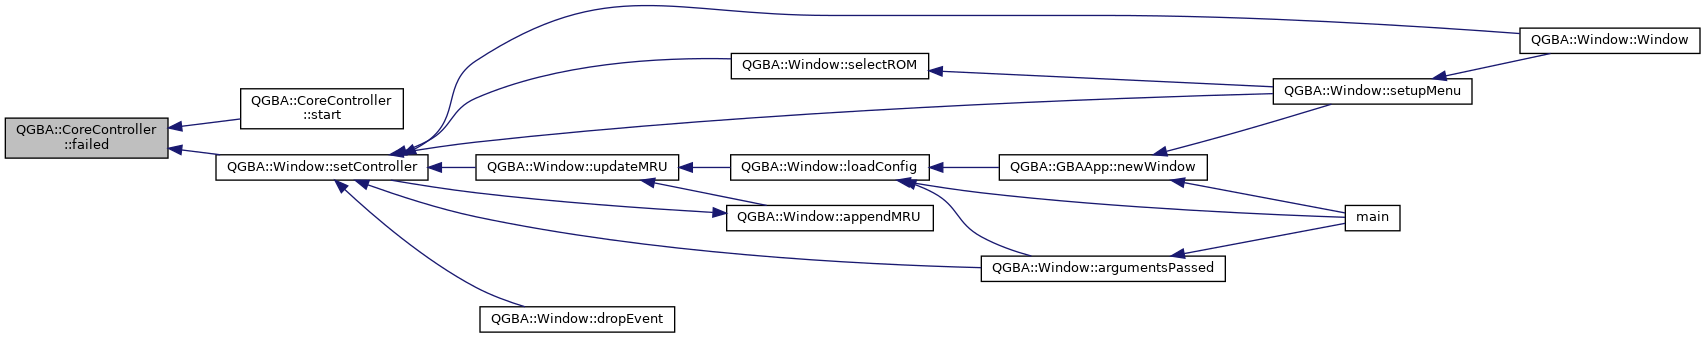 QGBA::CoreController
::failed
QGBA::CoreController
::start
QGBA::Window::setController
QGBA::Window::updateMRU
QGBA::Window::appendMRU
QGBA::Window::dropEvent
QGBA::Window::selectROM
QGBA::Window::loadConfig
QGBA::GBAApp::newWindow
QGBA::Window::argumentsPassed
QGBA::Window::setupMenu
main
QGBA::Window::Window